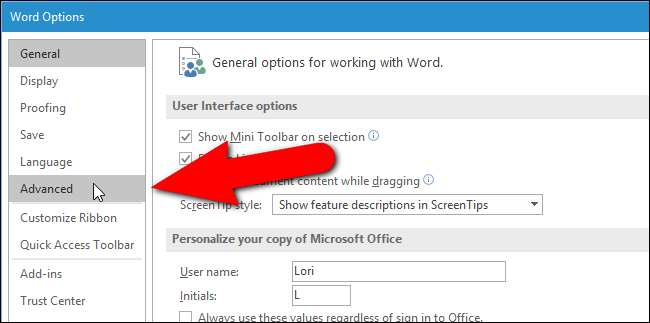 Word Options
General
Display
Proofing
Save
Language
Advanced
Customize Ribbon
Quick Access Toolbar
Add-ins
Trust Center
General options for working with Word.
User Interface options
Show Mini Toolbar on selection
content while dragging
ScreenTip style: Show feature descriptions in ScreenTips
Personalize your copy of Microsoft Office
User name: Lori
Initials: L
Always use these values regardless of sign in to Office.